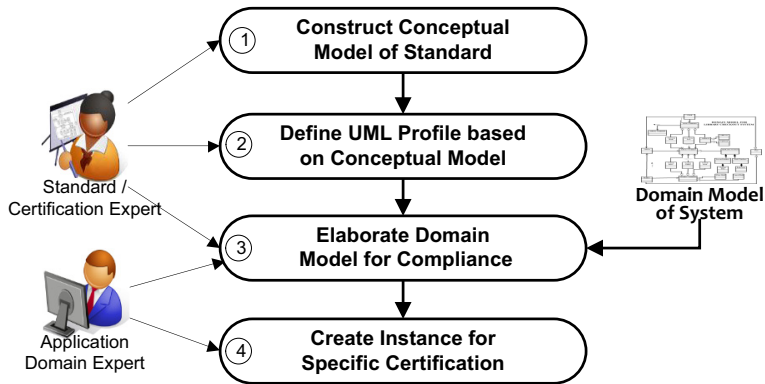 1
Construct Conceptual
Model of Standard
2
Define UML Profile based
on Conceptual Model
Standard /
Certification Expert
Domain Model
of System
3
Elaborate Domain
Model for Compliance
Application
Domain Expert
4
Create Instance for
Specific Certification